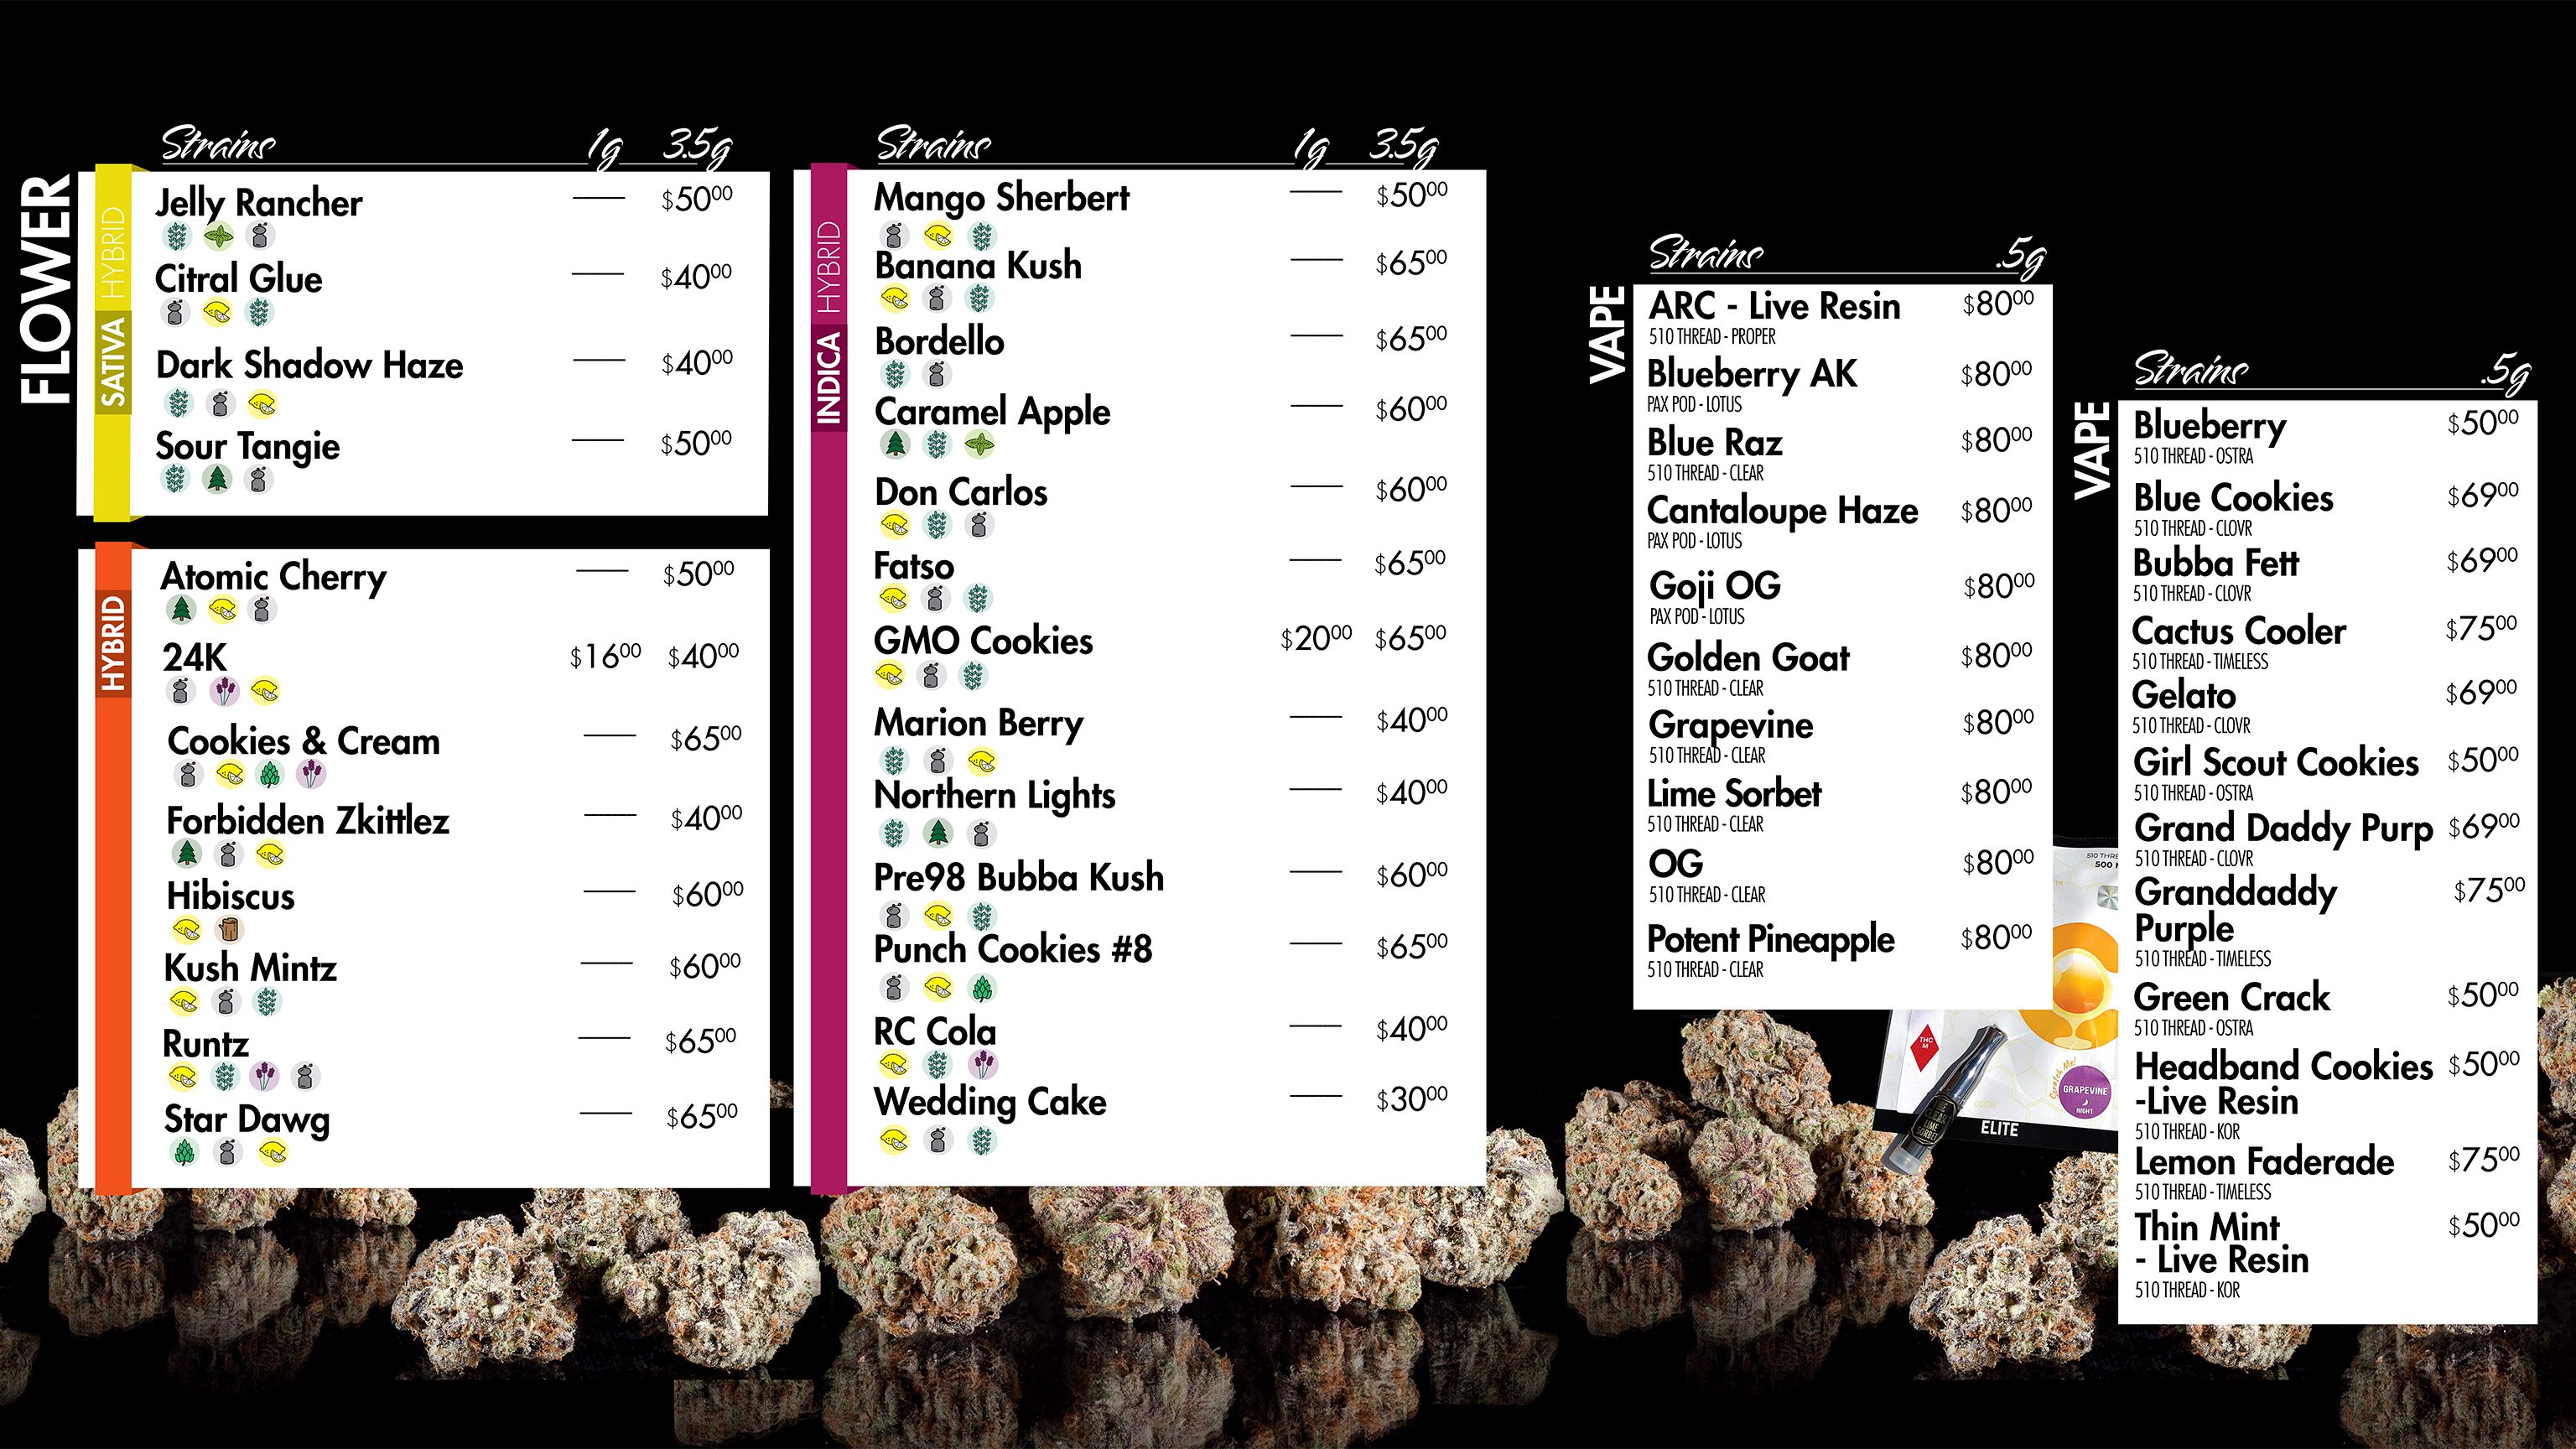 FLOWER
Strains 1g 3.5g
SATIVA HYBRID
Jelly Rancher — $50.00
Citral Glue — $40.00
Dark Shadow Haze — $40.00
Sour Tangie — $50.00
HYBRID
Atomic Cherry — $50.00
24K $16.00 $40.00
Cookies & Cream — $65.00
Forbidden Zkittlez — $40.00
Hibiscus — $60.00
Kush Mintz — $60.00
Runtz — $65.00
Star Dawg — $65.00
Strains 1g 3.5g
INDICA HYBRID
Mango Sherbert — $50.00
Banana Kush — $65.00
Bordello — $65.00
Caramel Apple — $60.00
Don Carlos — $60.00
Fatso — $65.00
GMO Cookies $20.00 $65.00
Marion Berry — $40.00
Northern Lights — $40.00
Pre98 Bubba Kush — $60.00
Punch Cookies #8 — $65.00
RC Cola — $40.00
Wedding Cake — $30.00
VAPE
Strains .5g
ARC - Live Resin $80.00
510 THREAD - PROPER
Blueberry AK $80.00
PAX POD - LOTUS
Blue Raz $80.00
510 THREAD - CLEAR
Cantaloupe Haze $80.00
PAX POD - LOTUS
Goji OG $80.00
PAX POD - LOTUS
Golden Goat $80.00
510 THREAD - CLEAR
Grapevine $80.00
510 THREAD - CLEAR
Lime Sorbet $80.00
510 THREAD - CLEAR
OG $80.00
510 THREAD - CLEAR
Potent Pineapple $80.00
510 THREAD - CLEAR
VAPE
Strains .5g
Blueberry $50.00
510 THREAD - OSTRA
Blue Cookies $69.00
510 THREAD - CLOVR
Bubba Fett $69.00
510 THREAD - CLOVR
Cactus Cooler $75.00
510 THREAD - TIMELESS
Gelato $69.00
510 THREAD - CLOVR
Girl Scout Cookies $50.00
510 THREAD - OSTRA
Grand Daddy Purp $69.00
510 THREAD - CLOVR
Granddaddy $75.00
Purple
510 THREAD - TIMELESS
Green Crack $50.00
510 THREAD - OSTRA
Headband Cookies $50.00
-Live Resin
510 THREAD - KOR
Lemon Faderade $75.00
510 THREAD - TIMELESS
Thin Mint $50.00
- Live Resin
510 THREAD - KOR
THC
M
Scratch Me!
GRAPEVINE
NIGHT
ELITE
LIME
SORBET